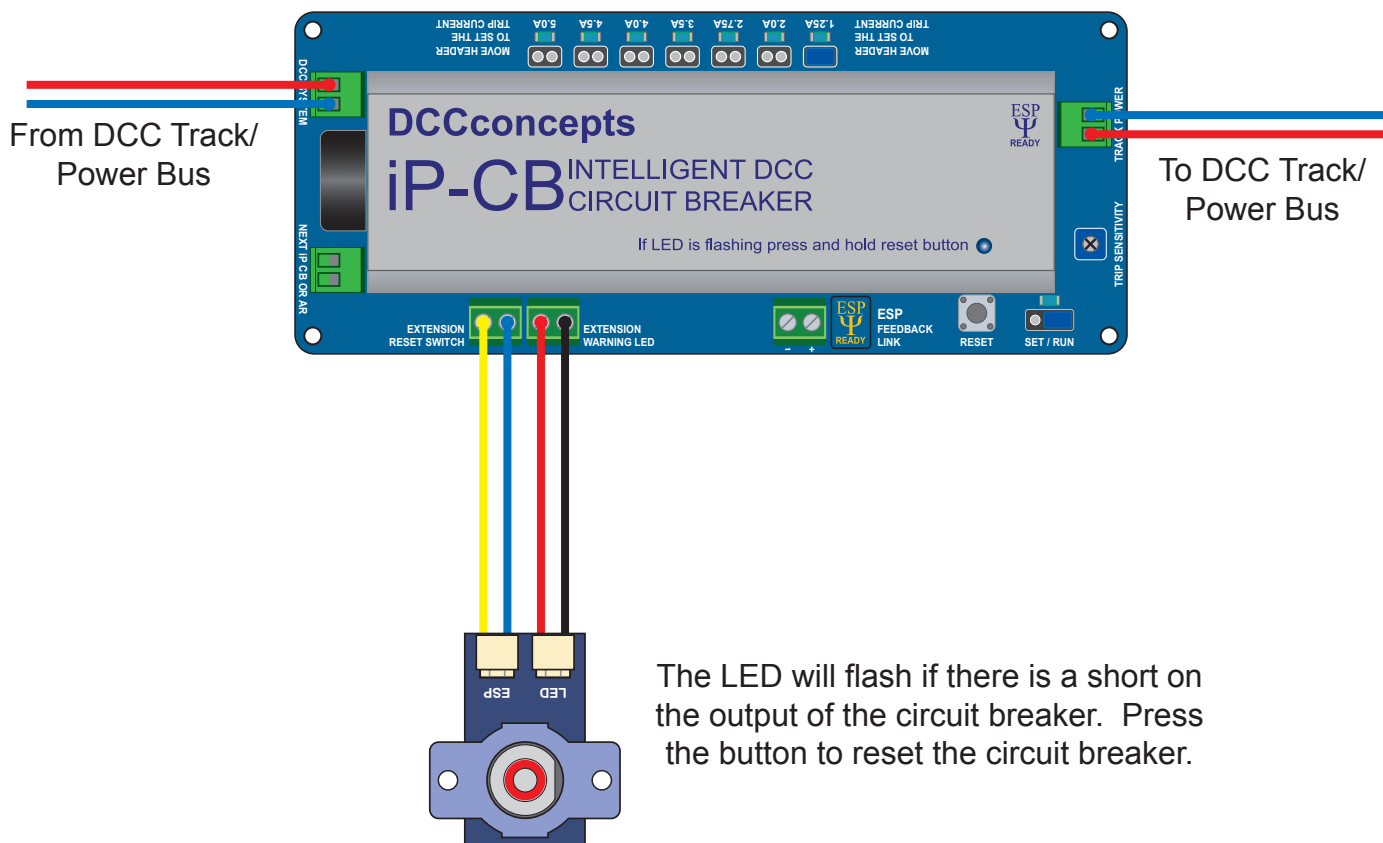 TRIP CURRENT
TO SET THE
MOVE HEADER
5.0A
4.5A
4.0A
3.5A
2.75A
2.0A
1.25A
TRIP CURRENT
TO SET THE
MOVE HEADER
DCC SYSTEM
From DCC Track/
Power Bus
DCCconcepts
iP-CB
INTELLIGENT DCC
CIRCUIT BREAKER
If LED is flashing press and hold reset button
ESP
Ψ
READY
TRACK POWER
To DCC Track/
Power Bus
TRIP SENSITIVITY
NEXT iP CB OR AR
EXTENSION
RESET SWITCH
EXTENSION
WARNING LED
- +
ESP
Ψ
READY
ESP
FEEDBACK
LINK
RESET
SET / RUN
ESP
LED
The LED will flash if there is a short on
the output of the circuit breaker.  Press
the button to reset the circuit breaker.